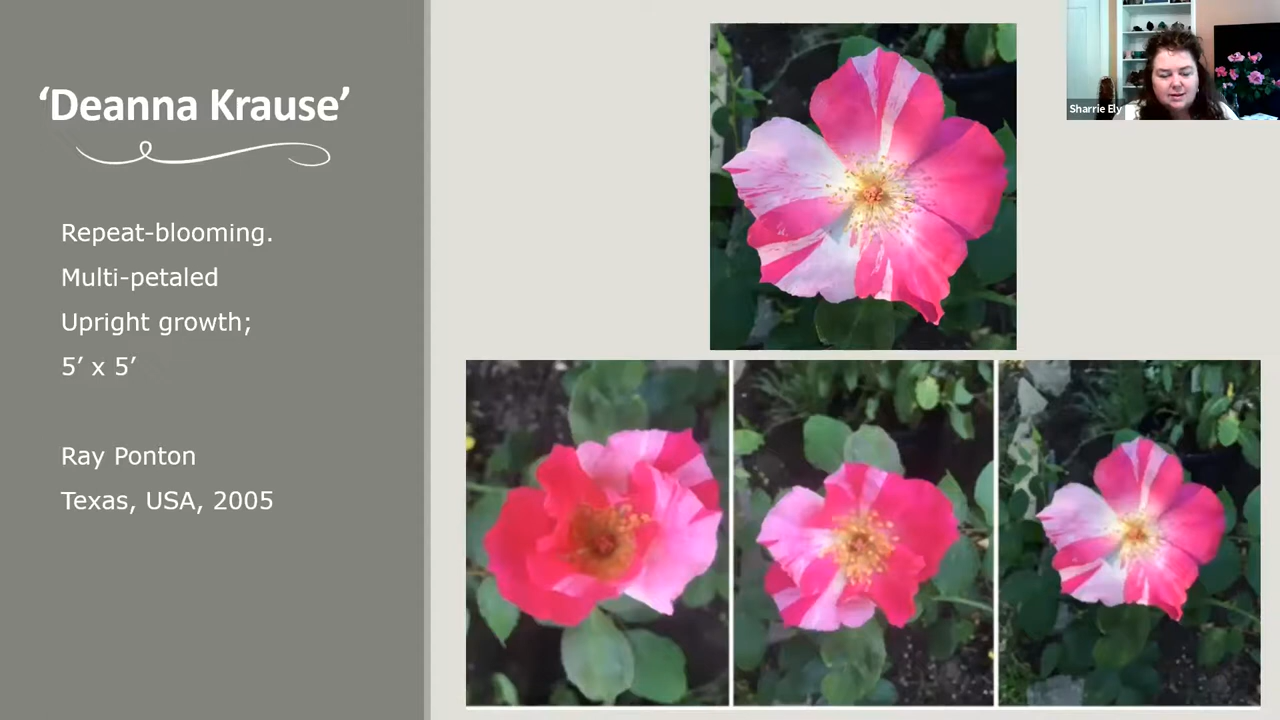 ‘Deanna Krause’
Repeat-blooming.
Multi-petaled
Upright growth;
5’ x 5’
Ray Ponton
Texas, USA, 2005
Sharrie Ely